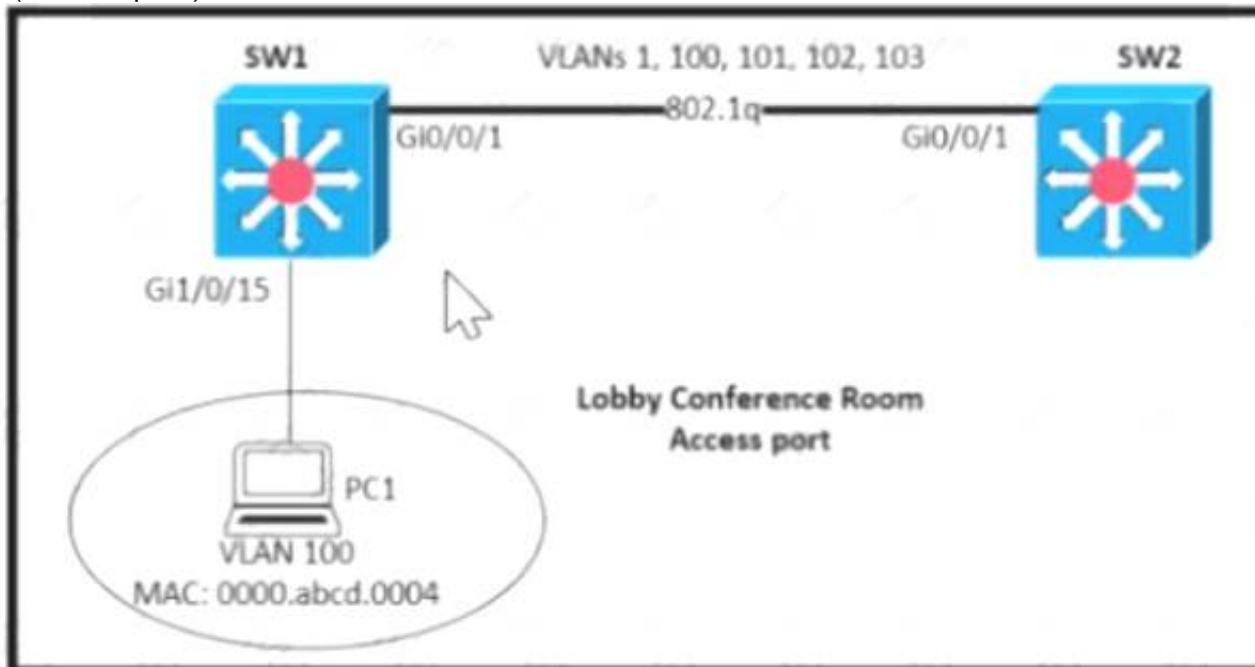 SW1 VLANs 1, 100, 101, 102, 103 SW2
802.1q
Gi0/0/1 Gi0/0/1
Gi1/0/15
Lobby Conference Room
Access port
PC1
VLAN 100
MAC: 0000.abcd.0004